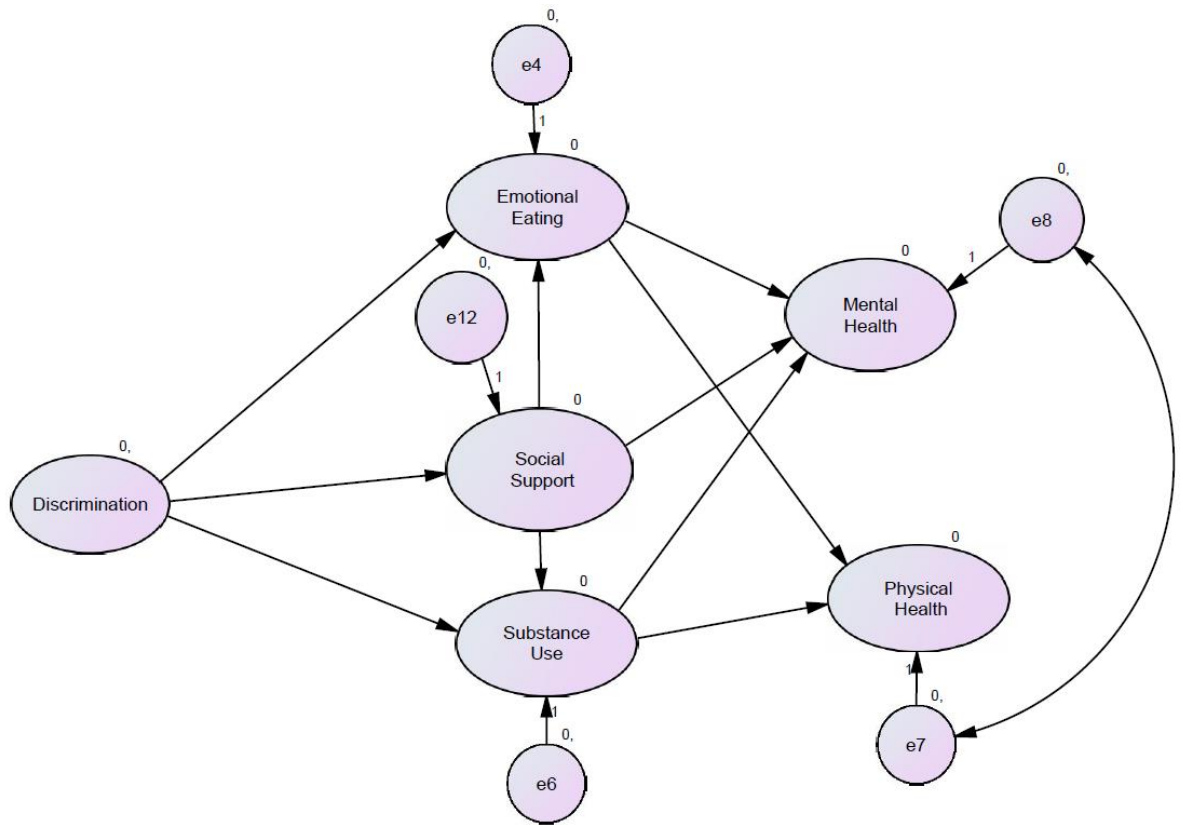 0,
e4
1
0
Emotional
Eating
0,
e8
1
0
Mental
Health
0,
e12
1
0
Social
Support
0,
Discrimination
0
Substance
Use
1
0,
e6
0
Physical
Health
1
0,
e7